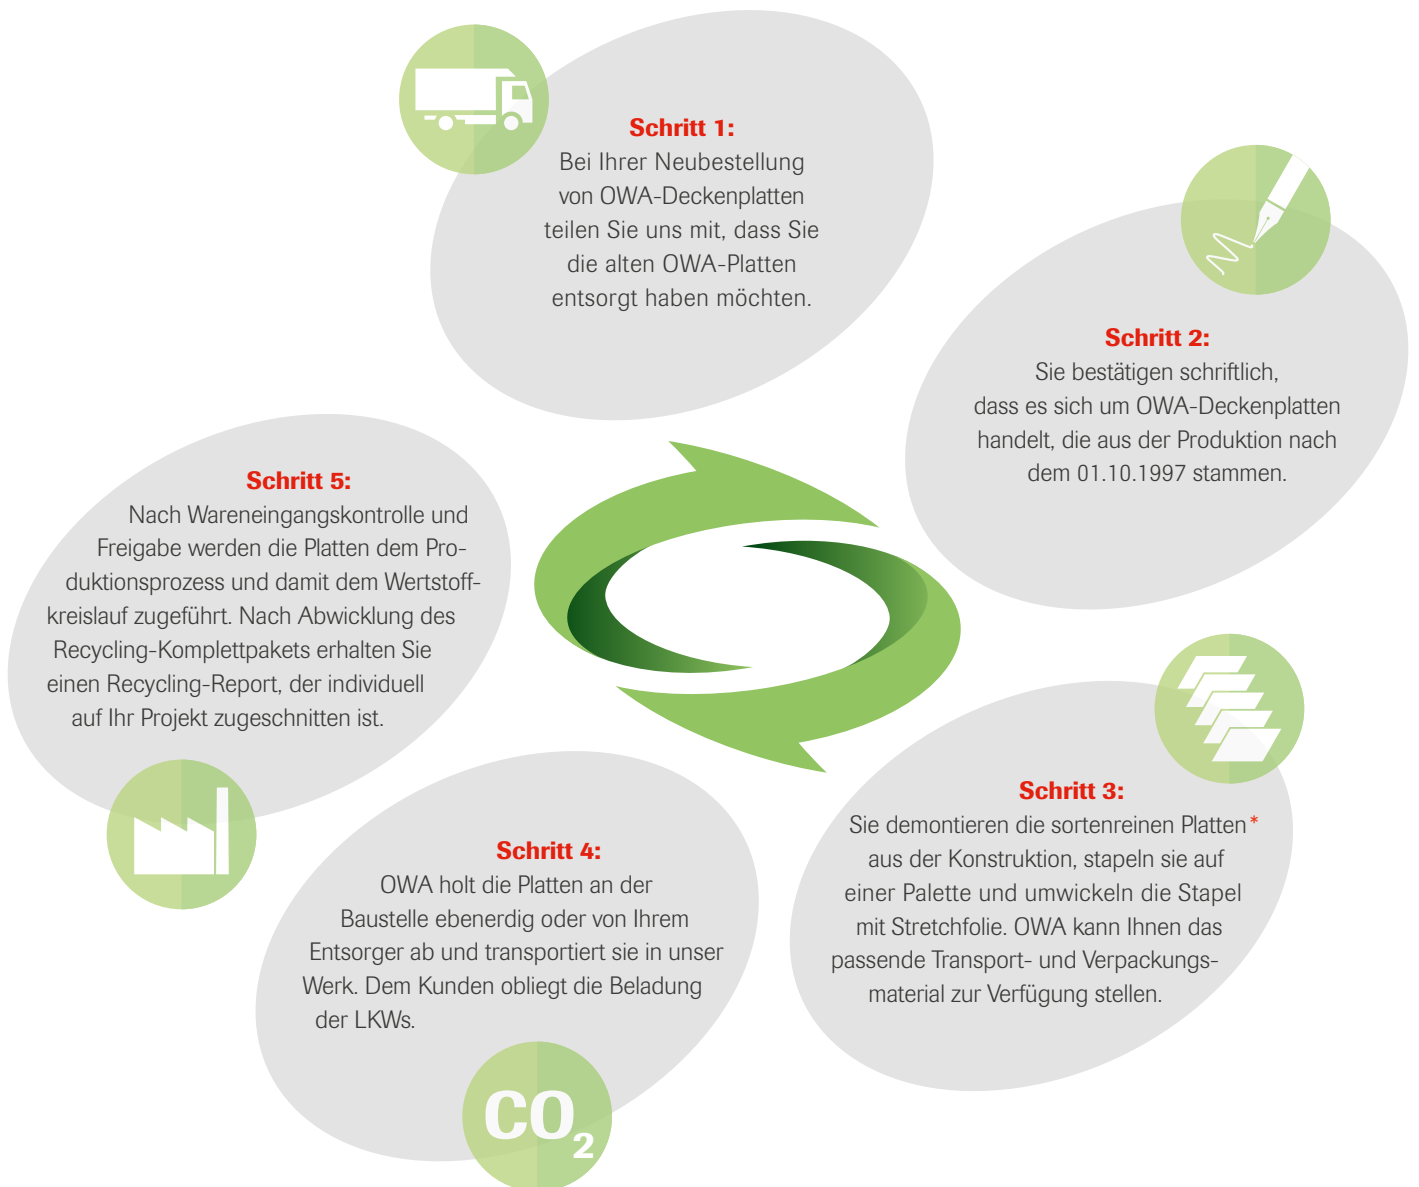 Schritt 1:
Bei Ihrer Neubestellung
von OWA-Deckenplatten
teilen Sie uns mit, dass Sie
die alten OWA-Platten
entsorgt haben möchten.
Schritt 2:
Sie bestätigen schriftlich,
dass es sich um OWA-Deckenplatten
handelt, die aus der Produktion nach
dem 01.10.1997 stammen.
Schritt 3:
Sie demontieren die sortenreinen Platten*
aus der Konstruktion, stapeln sie auf
einer Palette und umwickeln die Stapel
mit Stretchfolie. OWA kann Ihnen das
passende Transport- und Verpackungs-
material zur Verfügung stellen.
Schritt 4:
OWA holt die Platten an der
Baustelle ebenerdig oder von Ihrem
Entsorger ab und transportiert sie in unser
Werk. Dem Kunden obliegt die Beladung
der LKWs.
CO₂
Schritt 5:
Nach Wareneingangskontrolle und
Freigabe werden die Platten dem Pro-
duktionsprozess und damit dem Wertstoff-
kreislauf zugeführt. Nach Abwicklung des
Recycling-Komplettpakets erhalten Sie
einen Recycling-Report, der individuell
auf Ihr Projekt zugeschnitten ist.